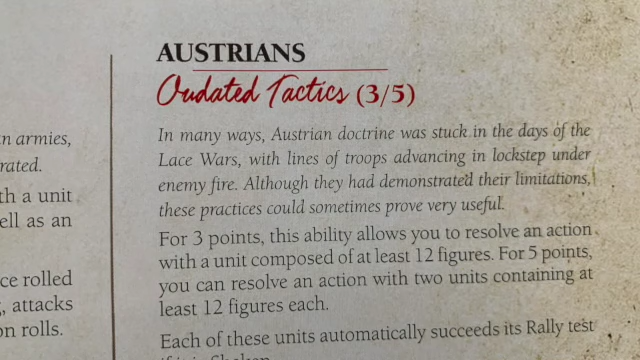 AUSTRIANS
Oudated Tactics (3/5)
In many ways, Austrian doctrine was stuck in the days of the
Lace Wars, with lines of troops advancing in lockstep under
enemy fire. Although they had demonstrated their limitations,
these practices could sometimes prove very useful.
For 3 points, this ability allows you to resolve an action
with a unit composed of at least 12 figures. For 5 points,
you can resolve an action with two units containing at
least 12 figures each.
Each of these units automatically succeeds its Rally test
n armies,
rated.
th a unit
ell as an
ce rolled
, attacks
on rolls.